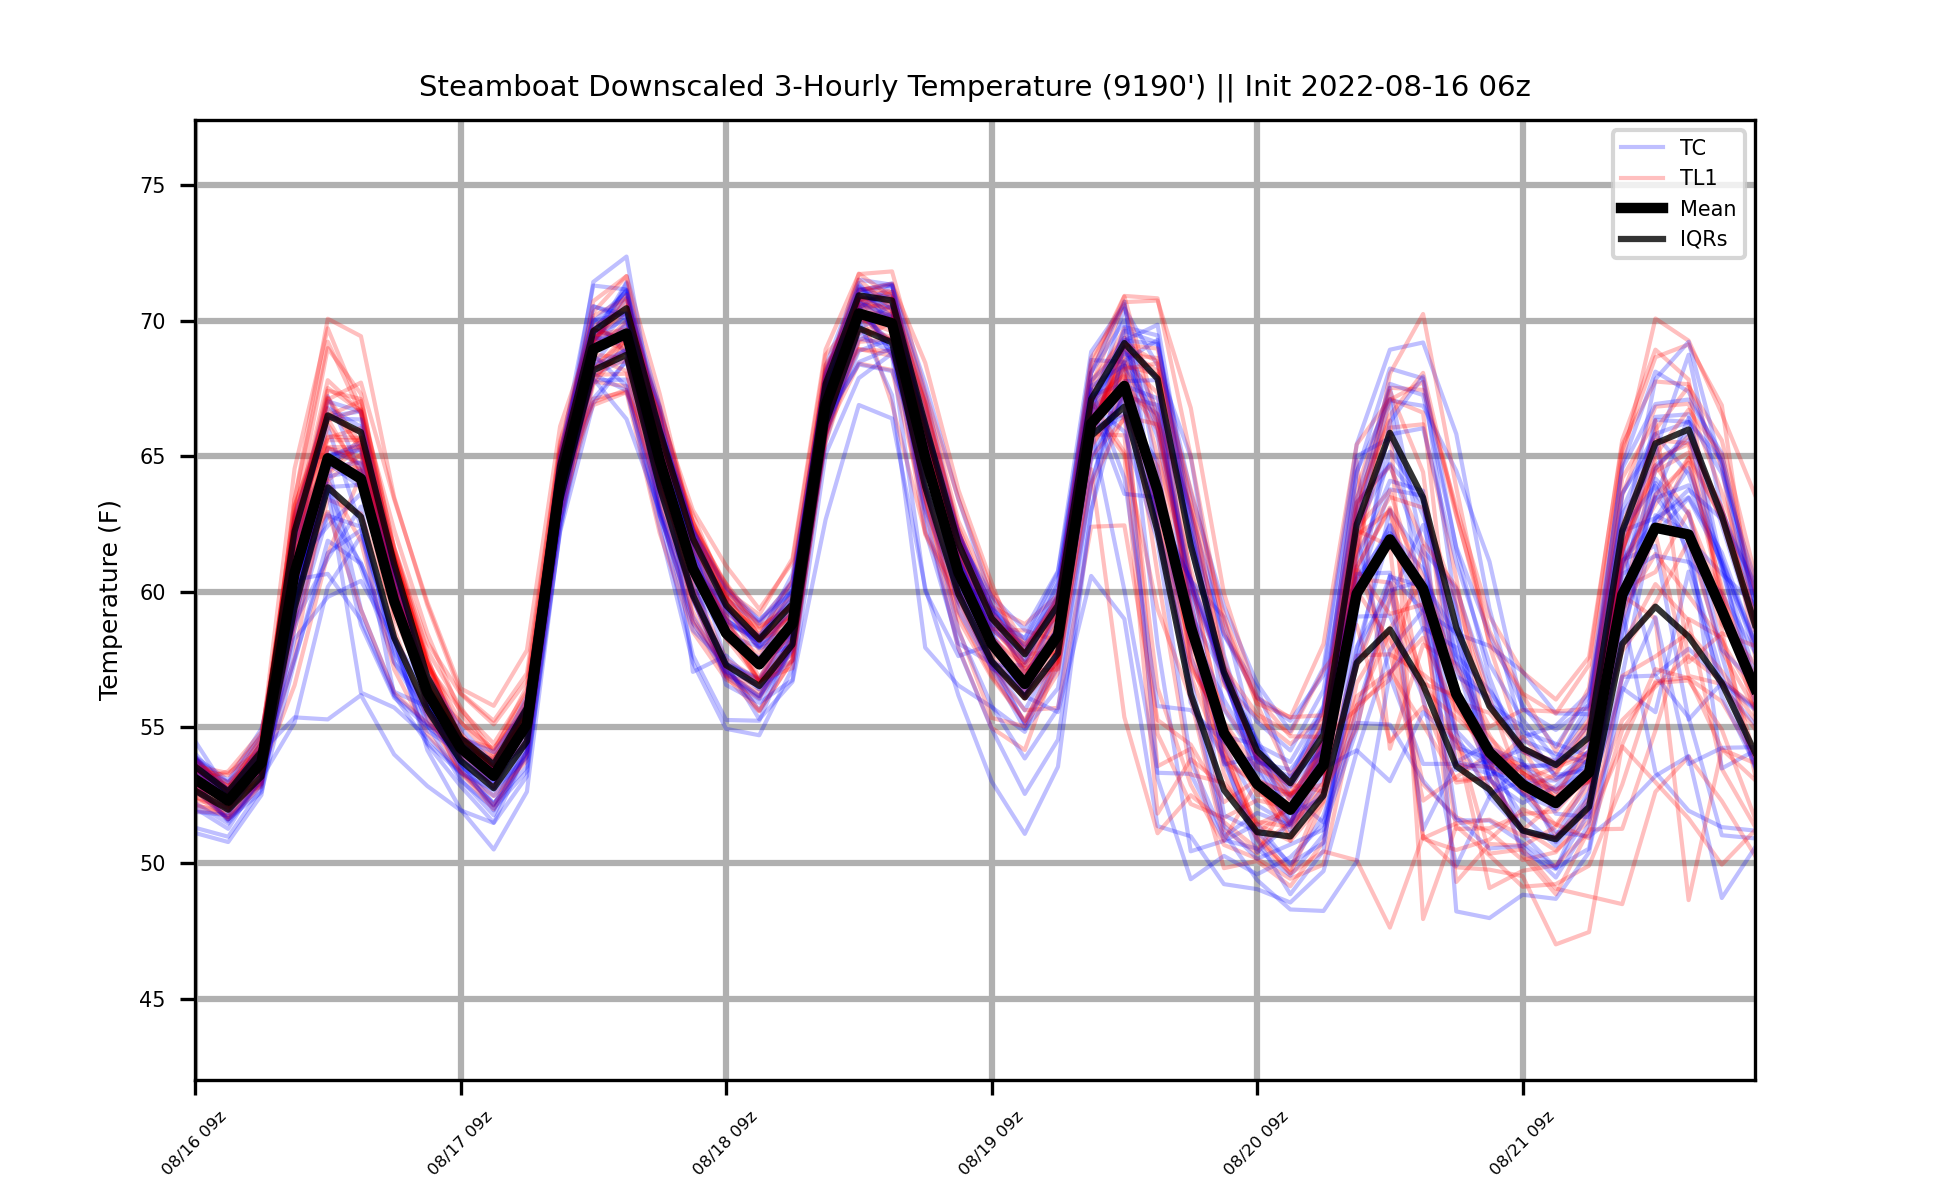 Steamboat Downscaled 3-Hourly Temperature (9190') || Init 2022-08-16 06z
TC
TL1
Mean
IQRs
Temperature (F)
75
70
65
60
55
50
45
08/16 09z
08/17 09z
08/18 09z
08/19 09z
08/20 09z
08/21 09z